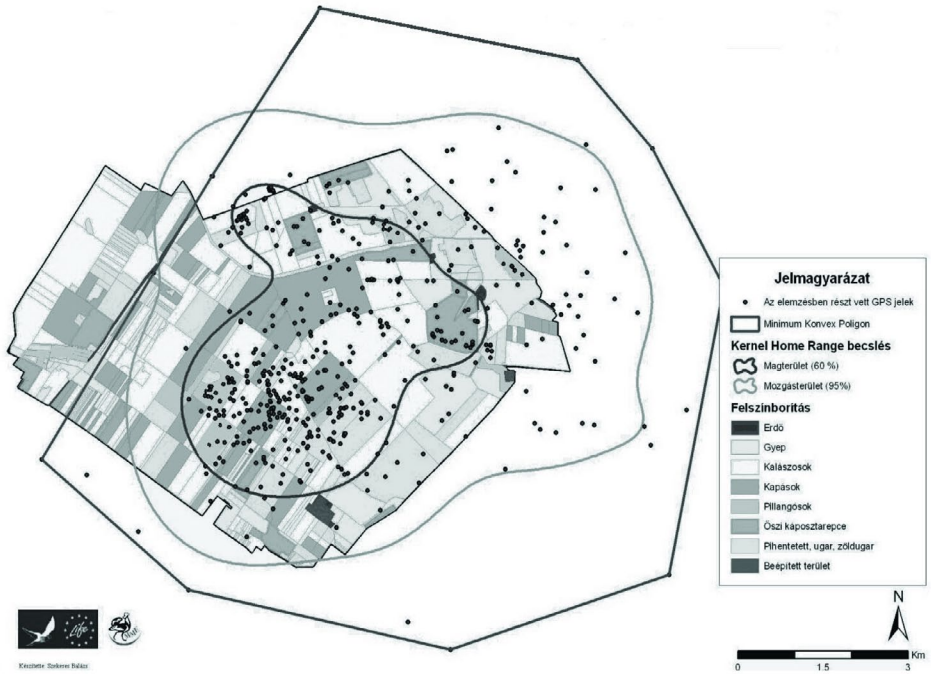 Jelmagyarázat
Az elemzésben részt vett GPS jelek
Minimum Konvex Poligon
Kernel Home Range becslés
Magterület (60 %)
Mozgásterület (95%)
Felszínborítás
Erdő
Gyep
Kalászosok
Kapások
Pillangósok
Őszi káposztarepce
Pihentetett, ugar, zöldugar
Beépített terület
N
Km
0 1.5 3
Life
Készítette: Szekeres Balázs